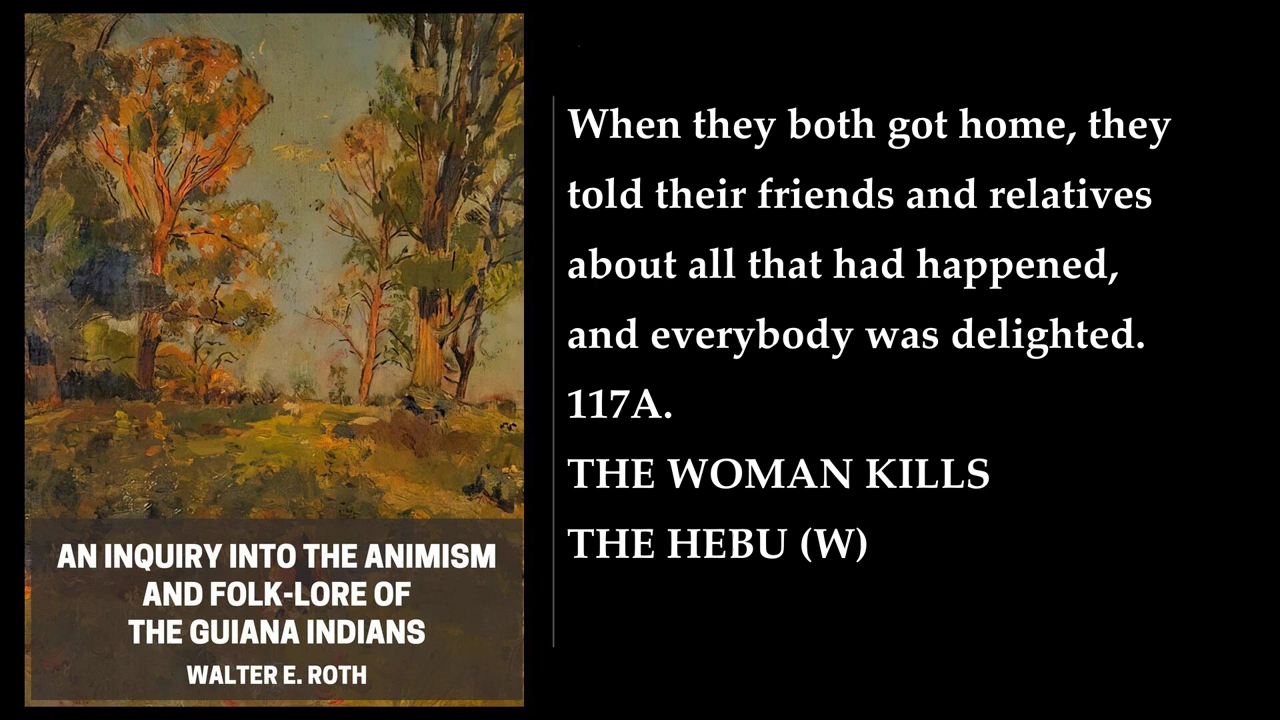 AN INQUIRY INTO THE ANIMISM
AND FOLK-LORE OF
THE GUIANA INDIANS
WALTER E. ROTH
When they both got home, they
told their friends and relatives
about all that had happened,
and everybody was delighted.
117A.
THE WOMAN KILLS
THE HEBU (W)